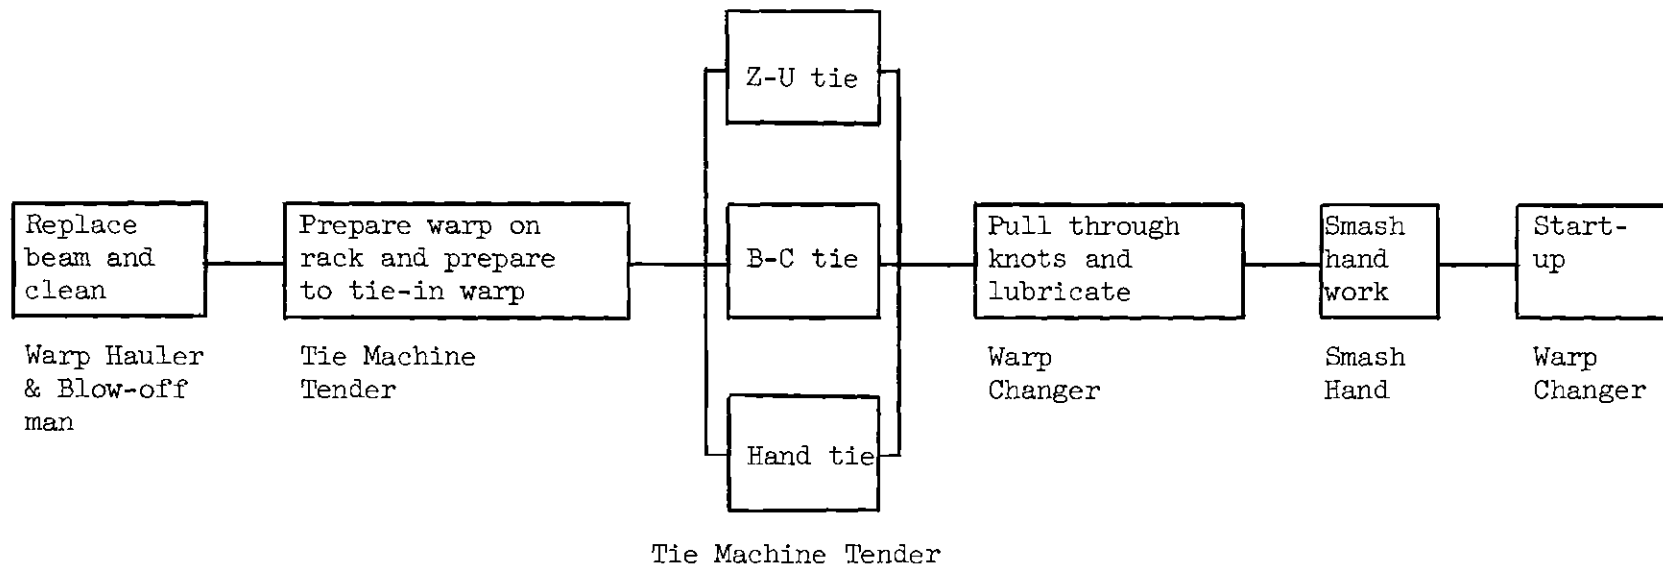 Replace
beam and
clean
Warp Hauler
& Blow-off
man
Prepare warp on
rack and prepare
to tie-in warp
Tie Machine
Tender
Z-U tie
B-C tie
Hand tie
Tie Machine Tender
Pull through
knots and
lubricate
Warp
Changer
Smash
hand
work
Smash
Hand
Start-
up
Warp
Changer